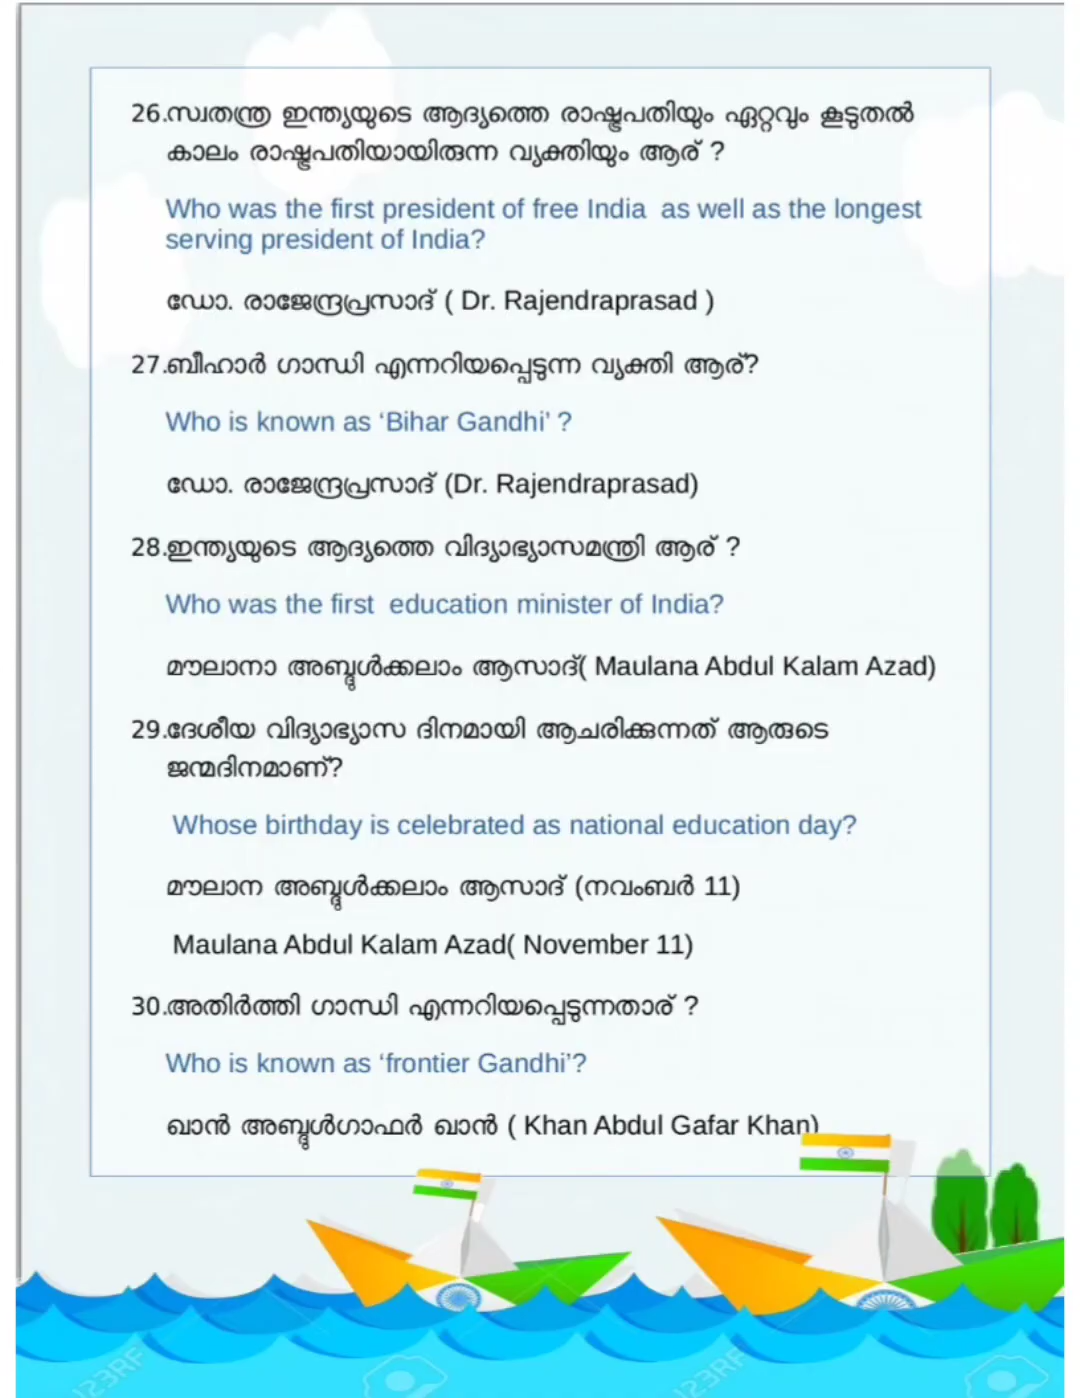 26.സ്വതന്ത്ര ഇന്ത്യയുടെ ആദ്യത്തെ രാഷ്ട്രപതിയും ഏറ്റവും കൂടുതൽ
കാലം രാഷ്ട്രപതിയായിരുന്ന വ്യക്തിയും ആര് ?
Who was the first president of free India as well as the longest
serving president of India?
ഡോ. രാജേന്ദ്രപ്രസാദ് ( Dr. Rajendraprasad )
27.ബീഹാർ ഗാന്ധി എന്നറിയപ്പെടുന്ന വ്യക്തി ആര്?
Who is known as ‘Bihar Gandhi’ ?
ഡോ. രാജേന്ദ്രപ്രസാദ് (Dr. Rajendraprasad)
28.ഇന്ത്യയുടെ ആദ്യത്തെ വിദ്യാഭ്യാസമന്ത്രി ആര് ?
Who was the first education minister of India?
മൗലാനാ അബ്ദുൾക്കലാം ആസാദ്( Maulana Abdul Kalam Azad)
29.ദേശീയ വിദ്യാഭ്യാസ ദിനമായി ആചരിക്കുന്നത് ആരുടെ
ജന്മദിനമാണ്?
Whose birthday is celebrated as national education day?
മൗലാന അബ്ദുൾക്കലാം ആസാദ് (നവംബർ 11)
Maulana Abdul Kalam Azad( November 11)
30.അതിർത്തി ഗാന്ധി എന്നറിയപ്പെടുന്നതാര് ?
Who is known as ‘frontier Gandhi’?
ഖാൻ അബ്ദുൾഗാഫർ ഖാൻ ( Khan Abdul Gafar Khan)
123RF
123RF